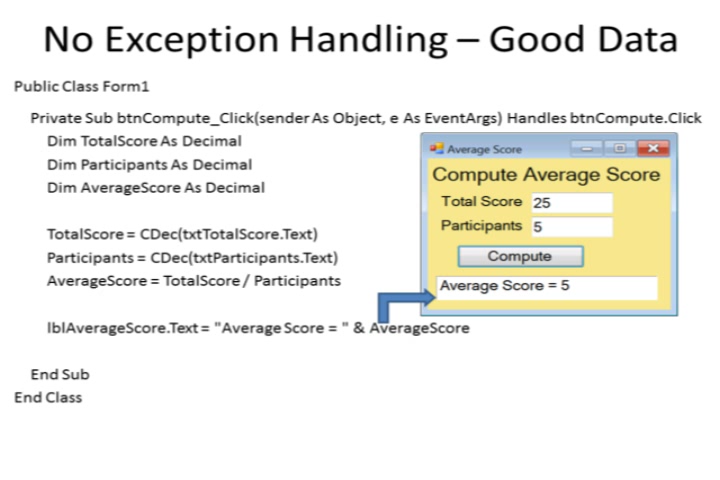 No Exception Handling – Good Data
Public Class Form1
Private Sub btnCompute_Click(sender As Object, e As EventArgs) Handles btnCompute.Click
Dim TotalScore As Decimal
Dim Participants As Decimal
Dim AverageScore As Decimal
TotalScore = CDec(txtTotalScore.Text)
Participants = CDec(txtParticipants.Text)
AverageScore = TotalScore / Participants
lblAverageScore.Text = "Average Score = " & AverageScore
End Sub
End Class
Average Score
Compute Average Score
Total Score 25
Participants 5
Compute
Average Score = 5